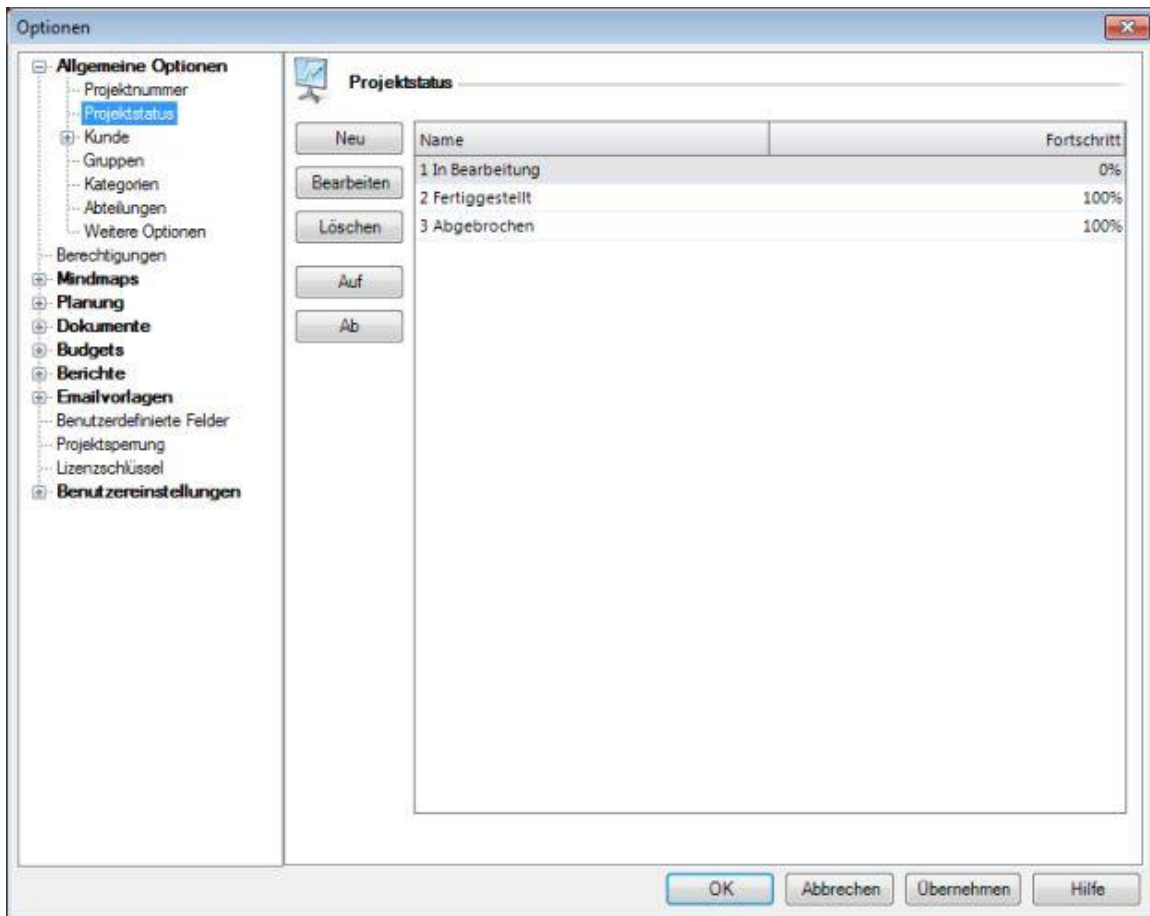 Optionen
Allgemeine Optionen
Projektnummer
Projektstatus
Kunde
Gruppen
Kategorien
Abteilungen
Weitere Optionen
Berechtigungen
Mindmaps
Planung
Dokumente
Budgets
Berichte
Emailvorlagen
Benutzerdefinierte Felder
Projektsperrung
Lizenzschlüssel
Benutzereinstellungen
Projektstatus
Neu
Bearbeiten
Löschen
Auf
Ab
Name Fortschritt
1 In Bearbeitung 0%
2 Fertiggestellt 100%
3 Abgebrochen 100%
OK Abbrechen Übernehmen Hilfe